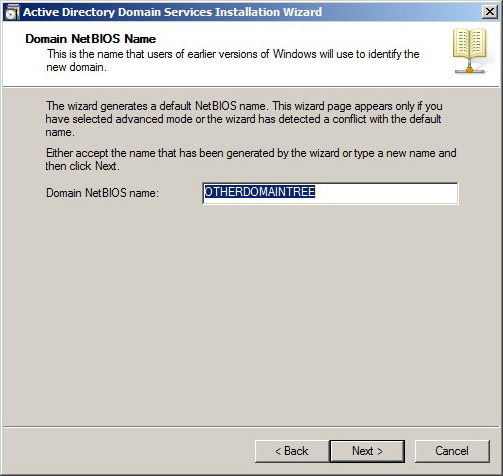 Active Directory Domain Services Installation Wizard
Domain NetBIOS Name
This is the name that users of earlier versions of Windows will use to identify the
new domain.
The wizard generates a default NetBIOS name. This wizard page appears only if you
have selected advanced mode or the wizard has detected a conflict with the default
name.
Either accept the name that has been generated by the wizard or type a new name and
then click Next.
Domain NetBIOS name: OTHERDOMAINTREE
< Back Next > Cancel